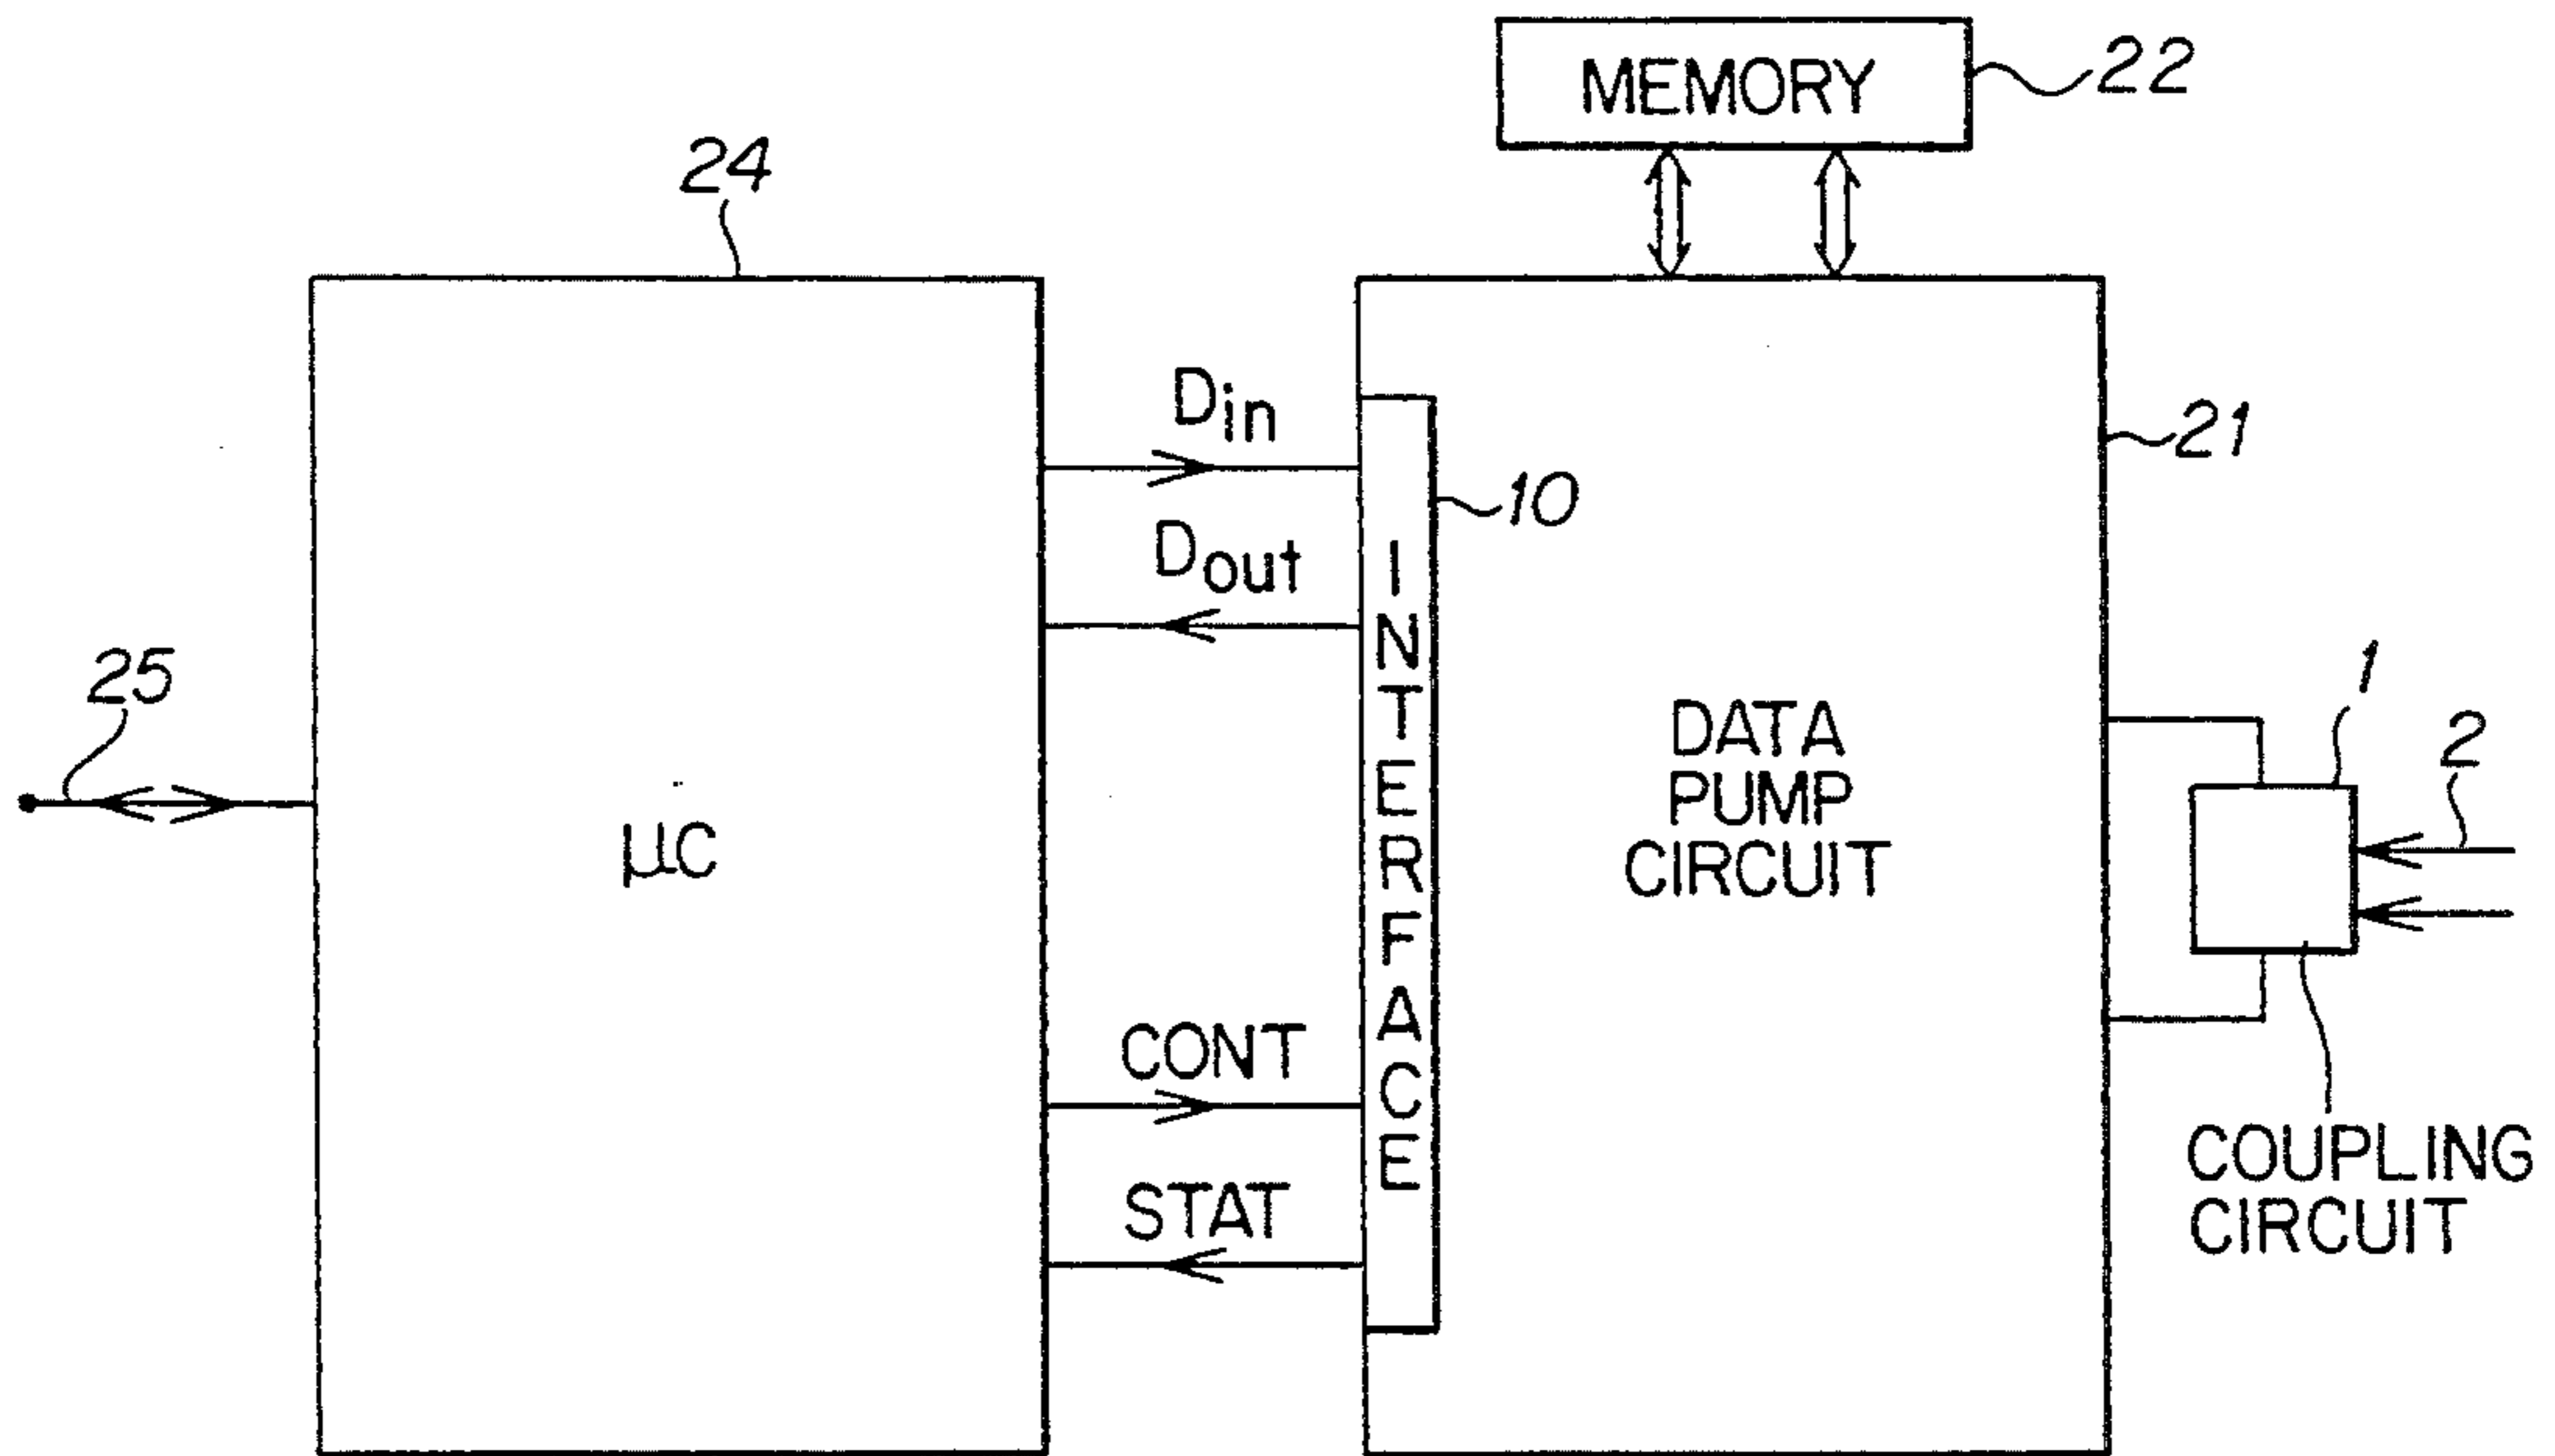 MEMORY
22
24
21
Din
10
Dout
INTERFACE
25
1
2
DATA
PUMP
CIRCUIT
µC
CONT
STAT
COUPLING
CIRCUIT